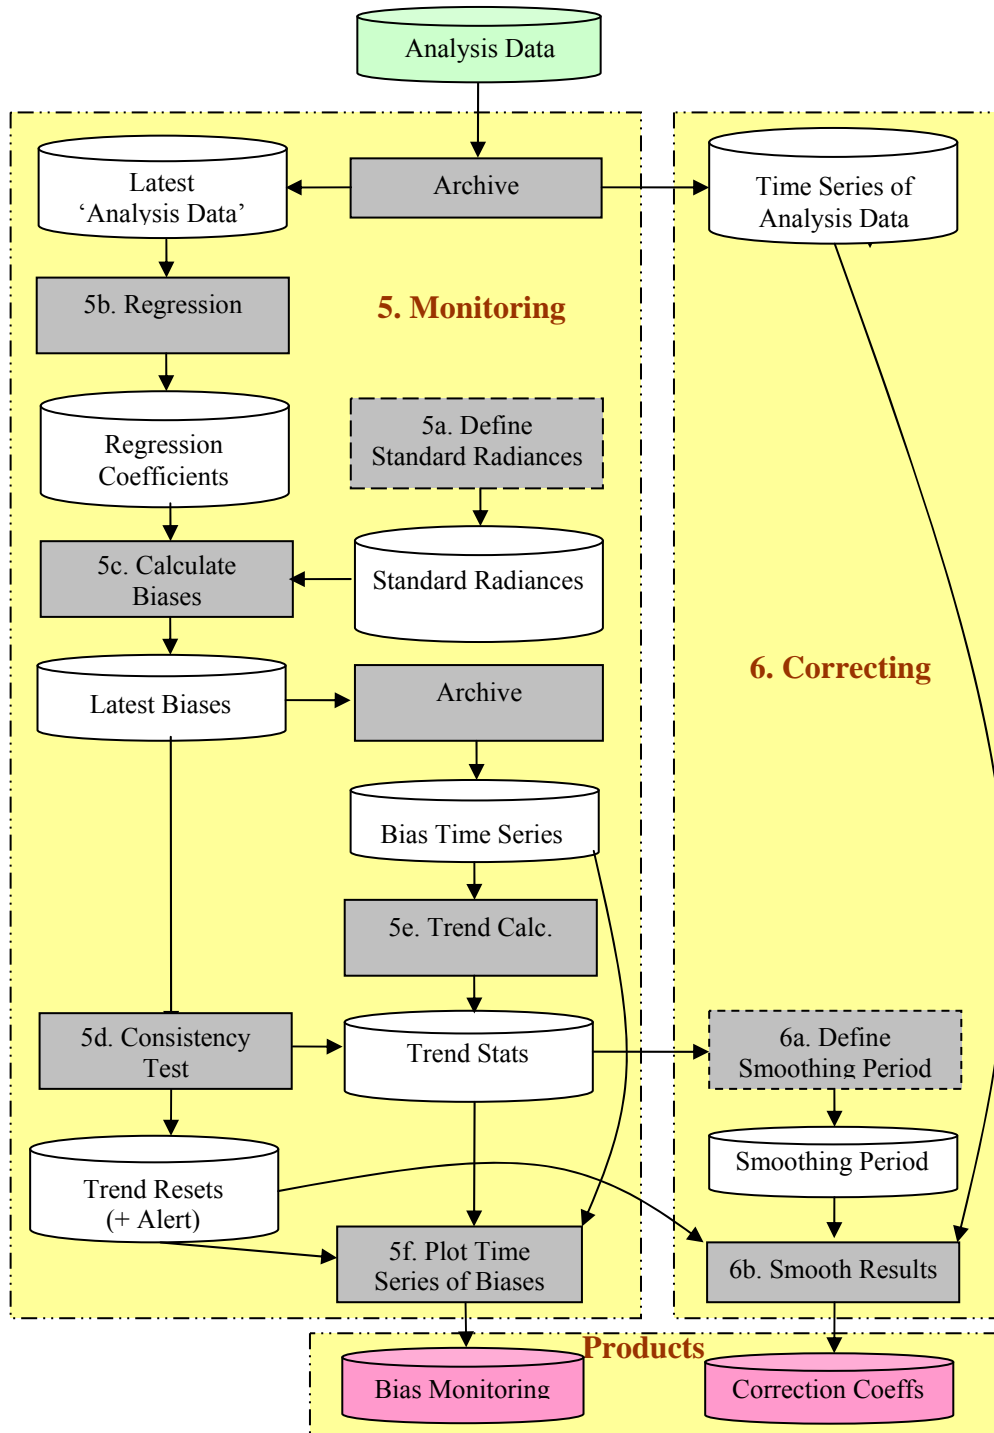 Analysis Data
Latest
‘Analysis Data’
Archive
Time Series of
Analysis Data
5b. Regression
5. Monitoring
Regression
Coefficients
5a. Define
Standard Radiances
5c. Calculate
Biases
Standard Radiances
Latest Biases
Archive
6. Correcting
Bias Time Series
5e. Trend Calc.
5d. Consistency
Test
Trend Stats
6a. Define
Smoothing Period
Smoothing Period
Trend Resets
(+ Alert)
5f. Plot Time
Series of Biases
6b. Smooth Results
Products
Bias Monitoring
Correction Coeffs